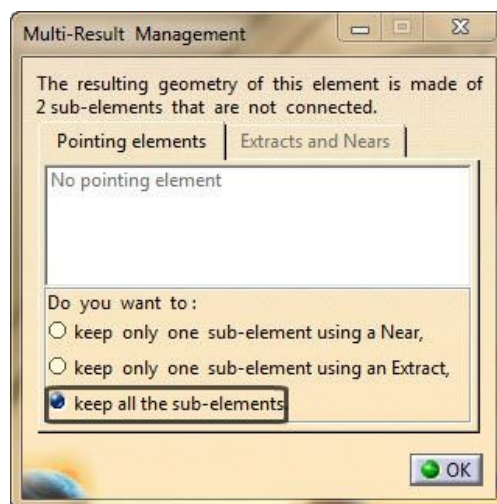 Multi-Result Management
The resulting geometry of this element is made of
2 sub-elements that are not connected.
Pointing elements
Extracts and Nears
No pointing element
Do you want to :
keep only one sub-element using a Near,
keep only one sub-element using an Extract,
keep all the sub-elements.
OK